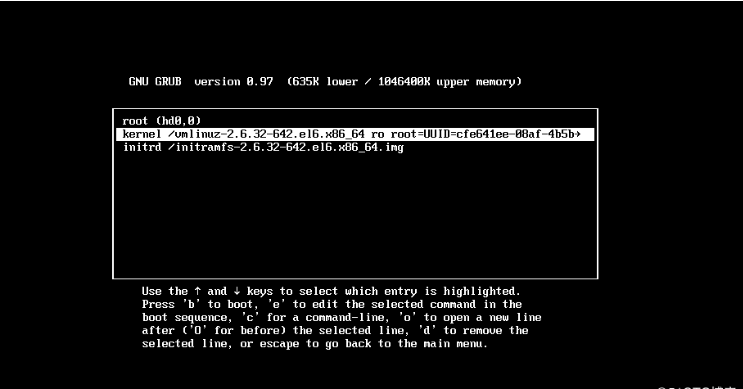 GNU GRUB version 0.97 (635K lower / 1046400K upper memory)
root (hd0,0)
kernel /vmlinuz-2.6.32-642.el6.x86_64 ro root=UUID=cfe641ee-08af-4b5b→
initrd /initramfs-2.6.32-642.el6.x86_64.img
Use the ↑ and ↓ keys to select which entry is highlighted.
Press 'b' to boot, 'e' to edit the selected command in the
boot sequence, 'c' for a command-line, 'o' to open a new line
after ('O' for before) the selected line, 'd' to remove the
selected line, or escape to go back to the main menu.